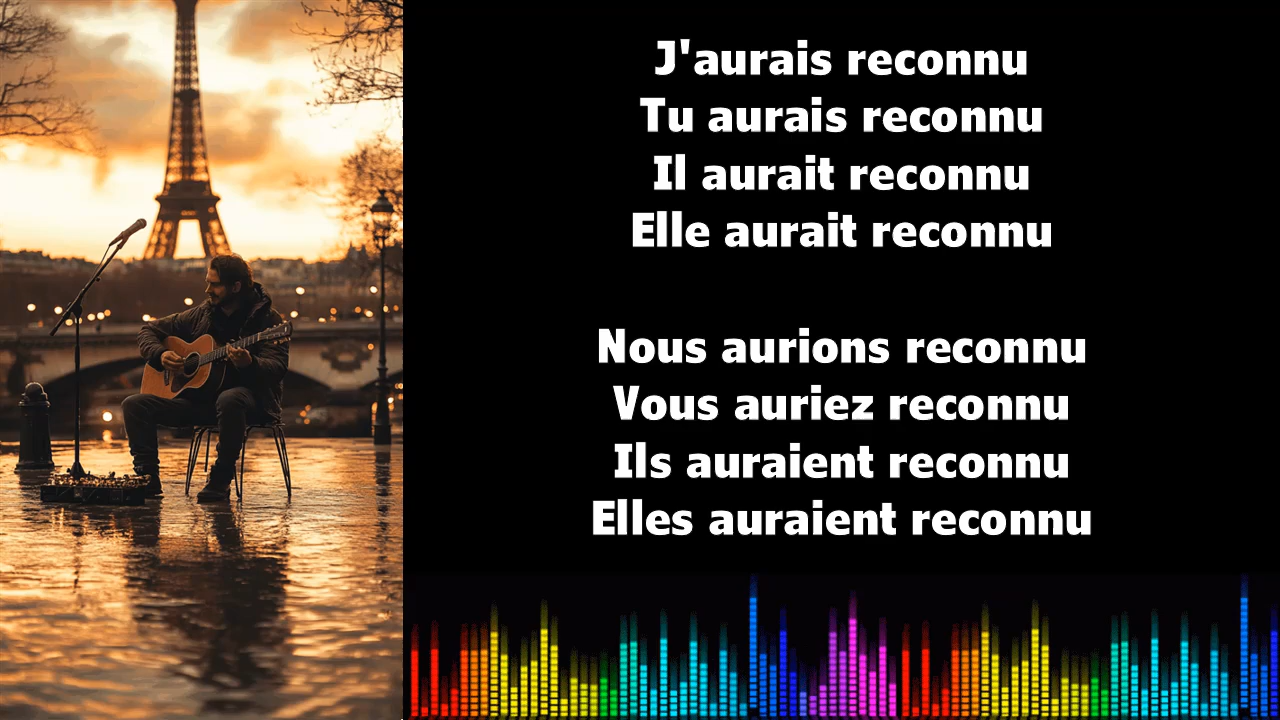 J'aurais reconnu
Tu aurais reconnu
Il aurait reconnu
Elle aurait reconnu
Nous aurions reconnu
Vous auriez reconnu
Ils auraient reconnu
Elles auraient reconnu